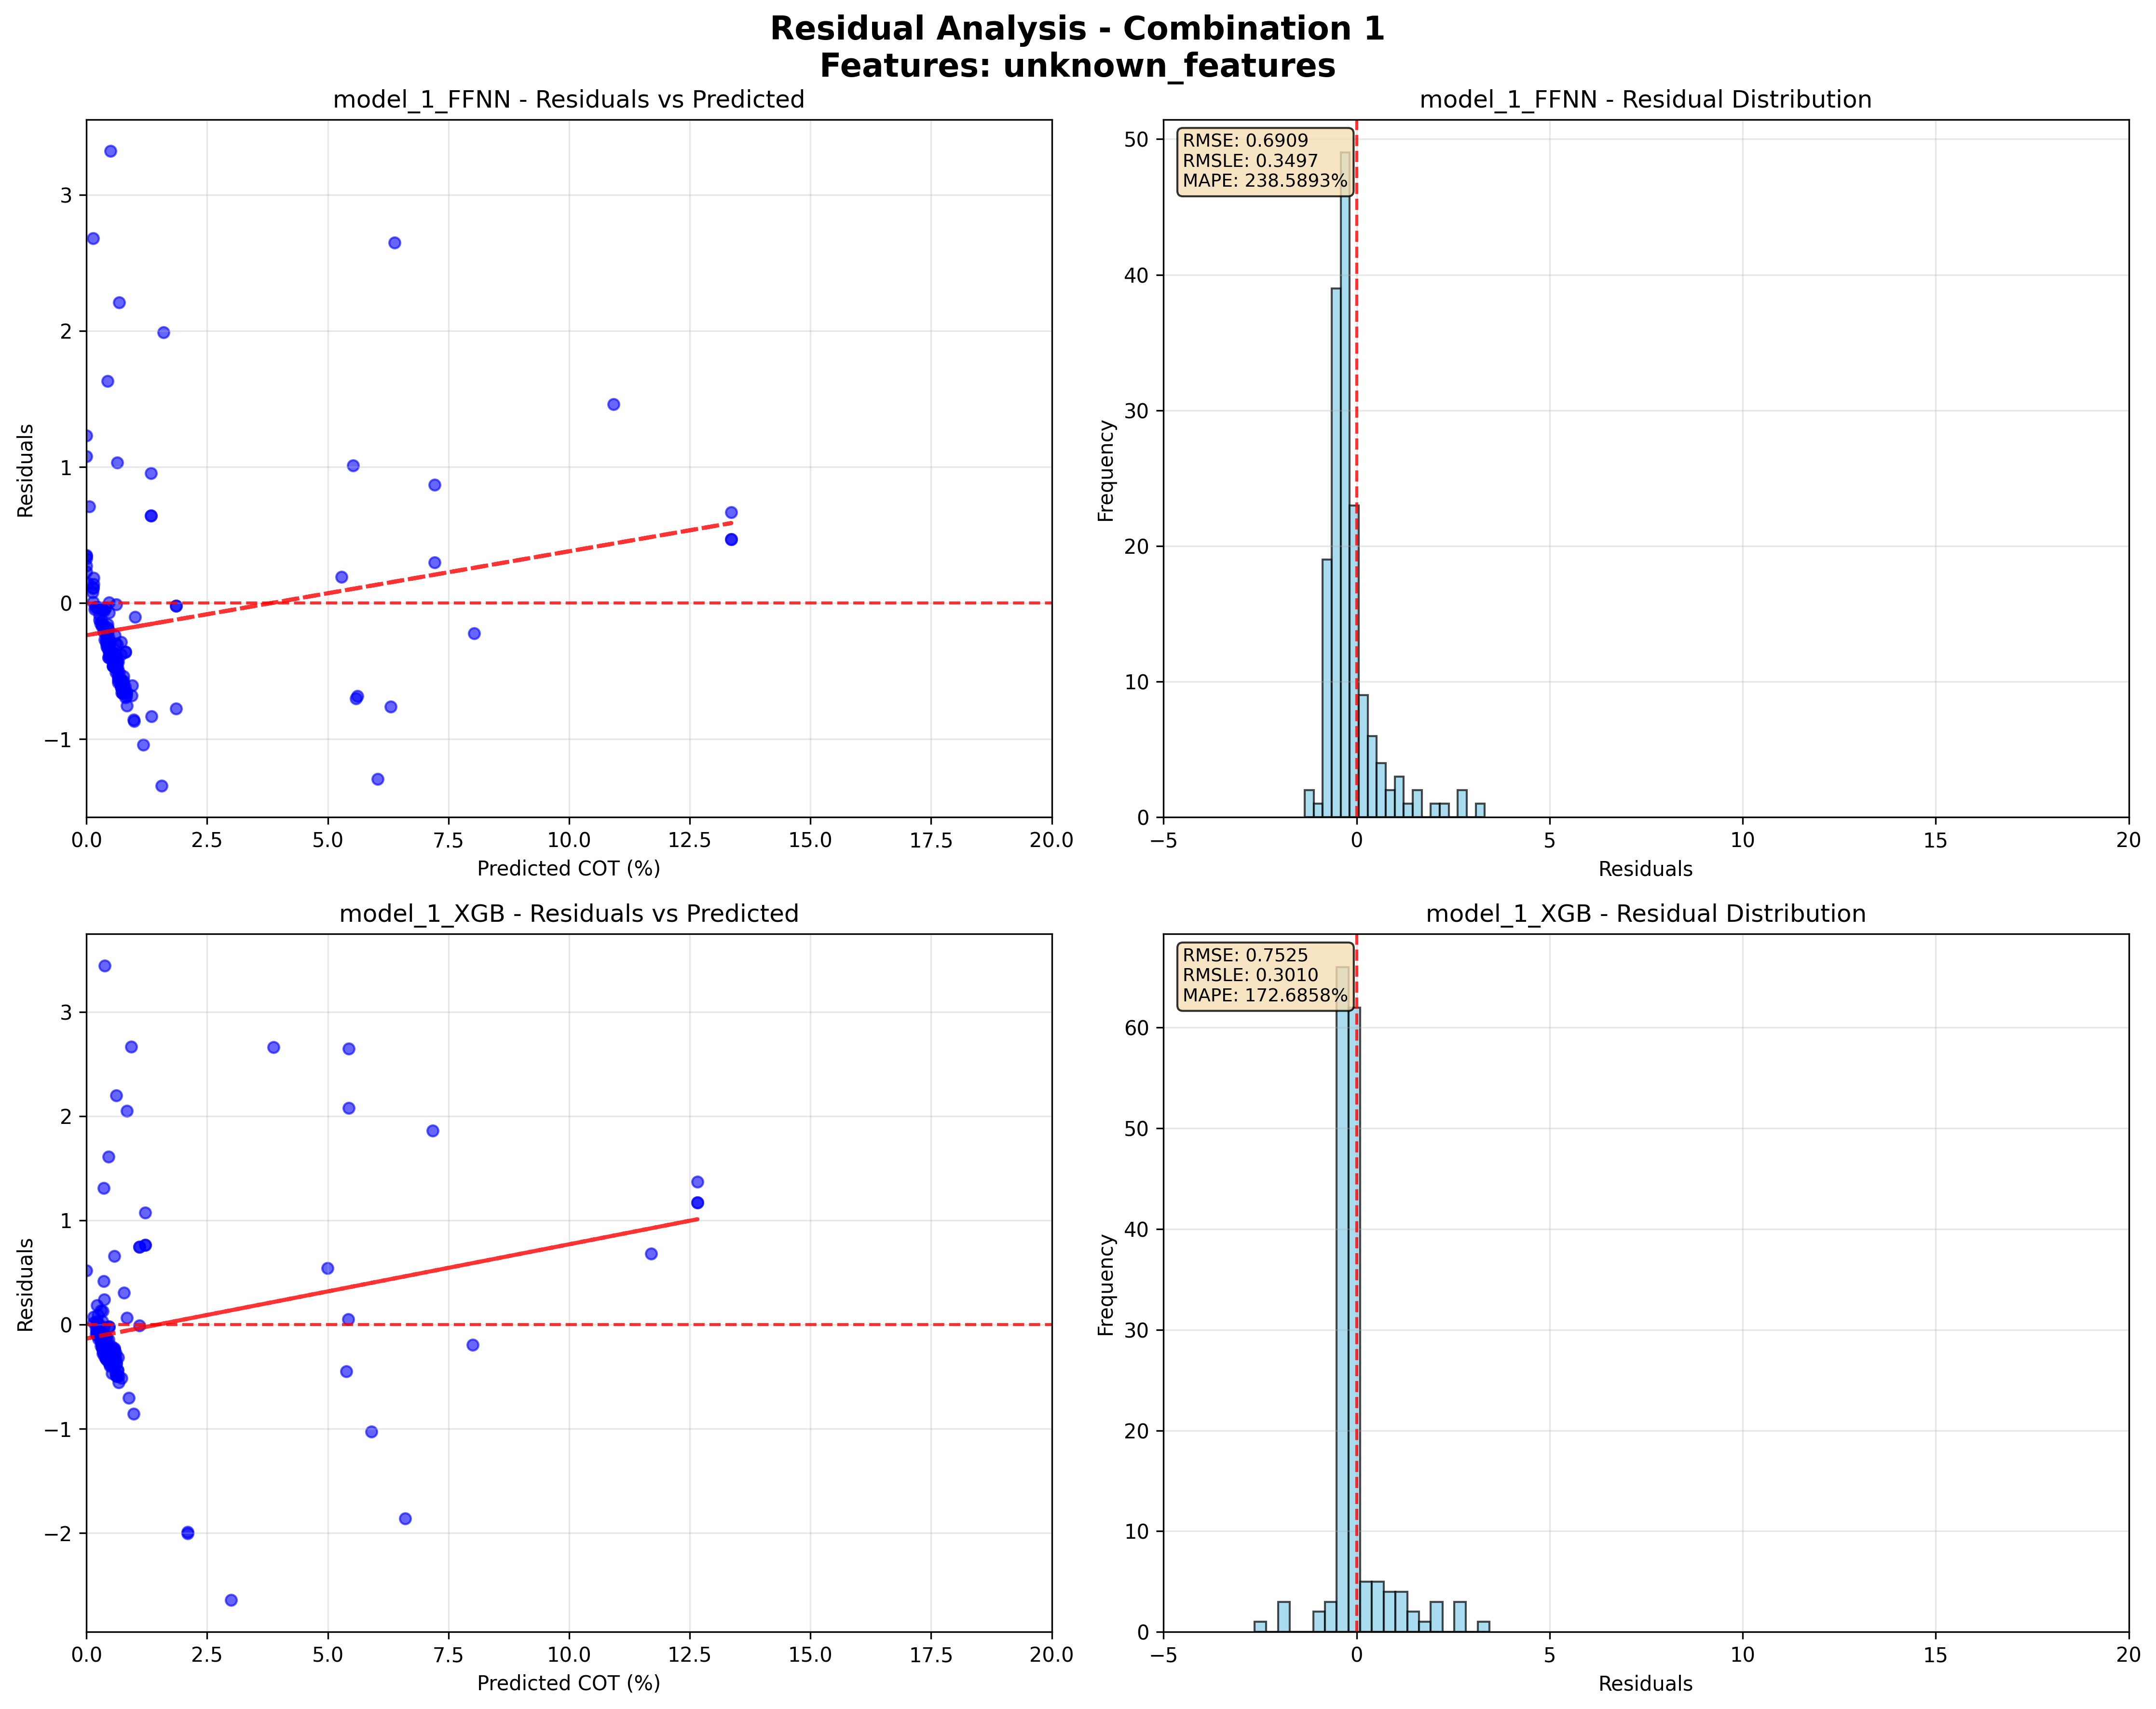 Residual Analysis - Combination 1
Features: unknown_features
model_1_FFNN - Residuals vs Predicted
3
2
1
0
−1
Residuals
0.0 2.5 5.0 7.5 10.0 12.5 15.0 17.5 20.0
Predicted COT (%)
model_1_FFNN - Residual Distribution
RMSE: 0.6909
RMSLE: 0.3497
MAPE: 238.5893%
50
40
30
20
10
0
Frequency
−5 0 5 10 15 20
Residuals
model_1_XGB - Residuals vs Predicted
3
2
1
0
−1
−2
Residuals
0.0 2.5 5.0 7.5 10.0 12.5 15.0 17.5 20.0
Predicted COT (%)
model_1_XGB - Residual Distribution
RMSE: 0.7525
RMSLE: 0.3010
MAPE: 172.6858%
60
50
40
30
20
10
0
Frequency
−5 0 5 10 15 20
Residuals